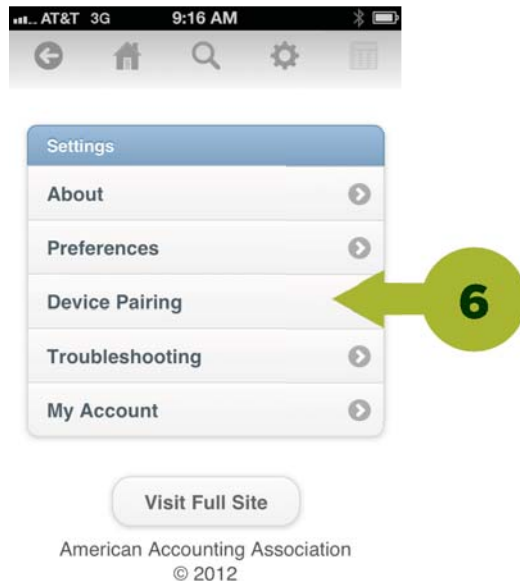 AT&T 3G 9:16 AM
Settings
About
Preferences
Device Pairing
6
Troubleshooting
My Account
Visit Full Site
American Accounting Association
© 2012